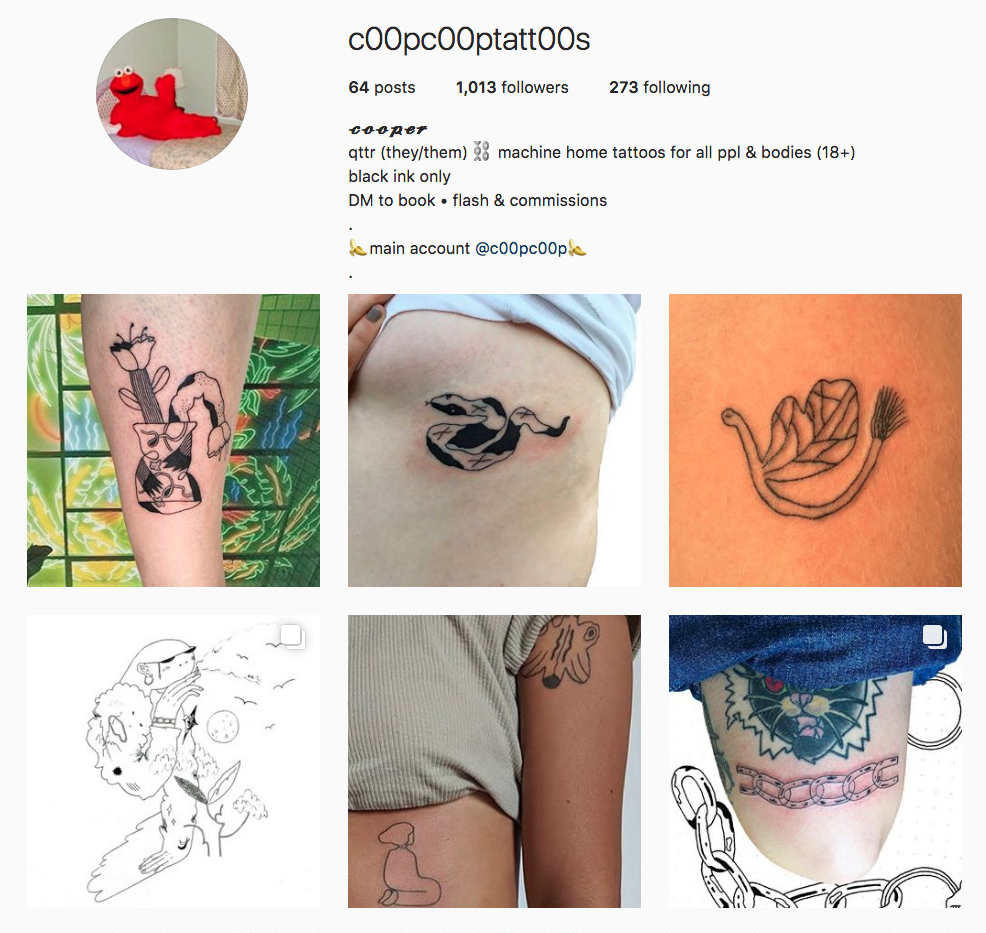 c00pc00ptatt00s
64 posts 1,013 followers 273 following
𝓬𝓸𝓸𝓹𝓮𝓻
qttr (they/them) ⛓ machine home tattoos for all ppl & bodies (18+)
black ink only
DM to book • flash & commissions
.
🍌main account @c00pc00p🍌
.